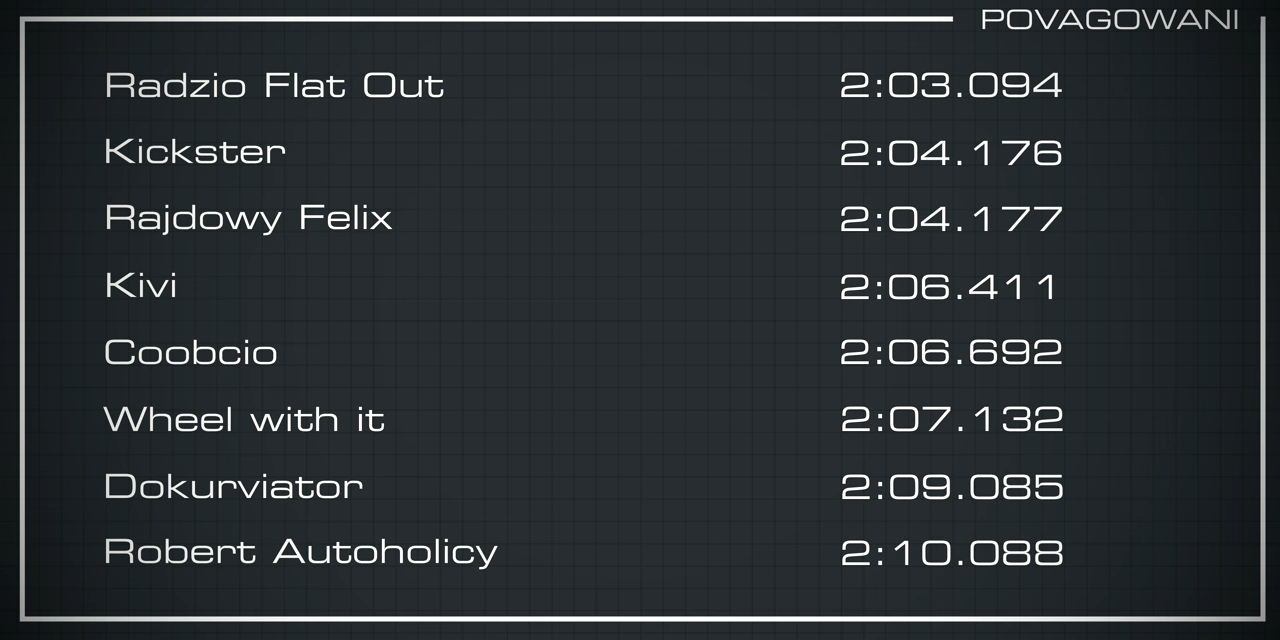 POVAGOWANI
Radzio Flat Out 2:03.094
Kickster 2:04.176
Rajdowy Felix 2:04.177
Kivi 2:06.411
Coobcio 2:06.692
Wheel with it 2:07.132
Dokurviator 2:09.085
Robert Autoholicy 2:10.088